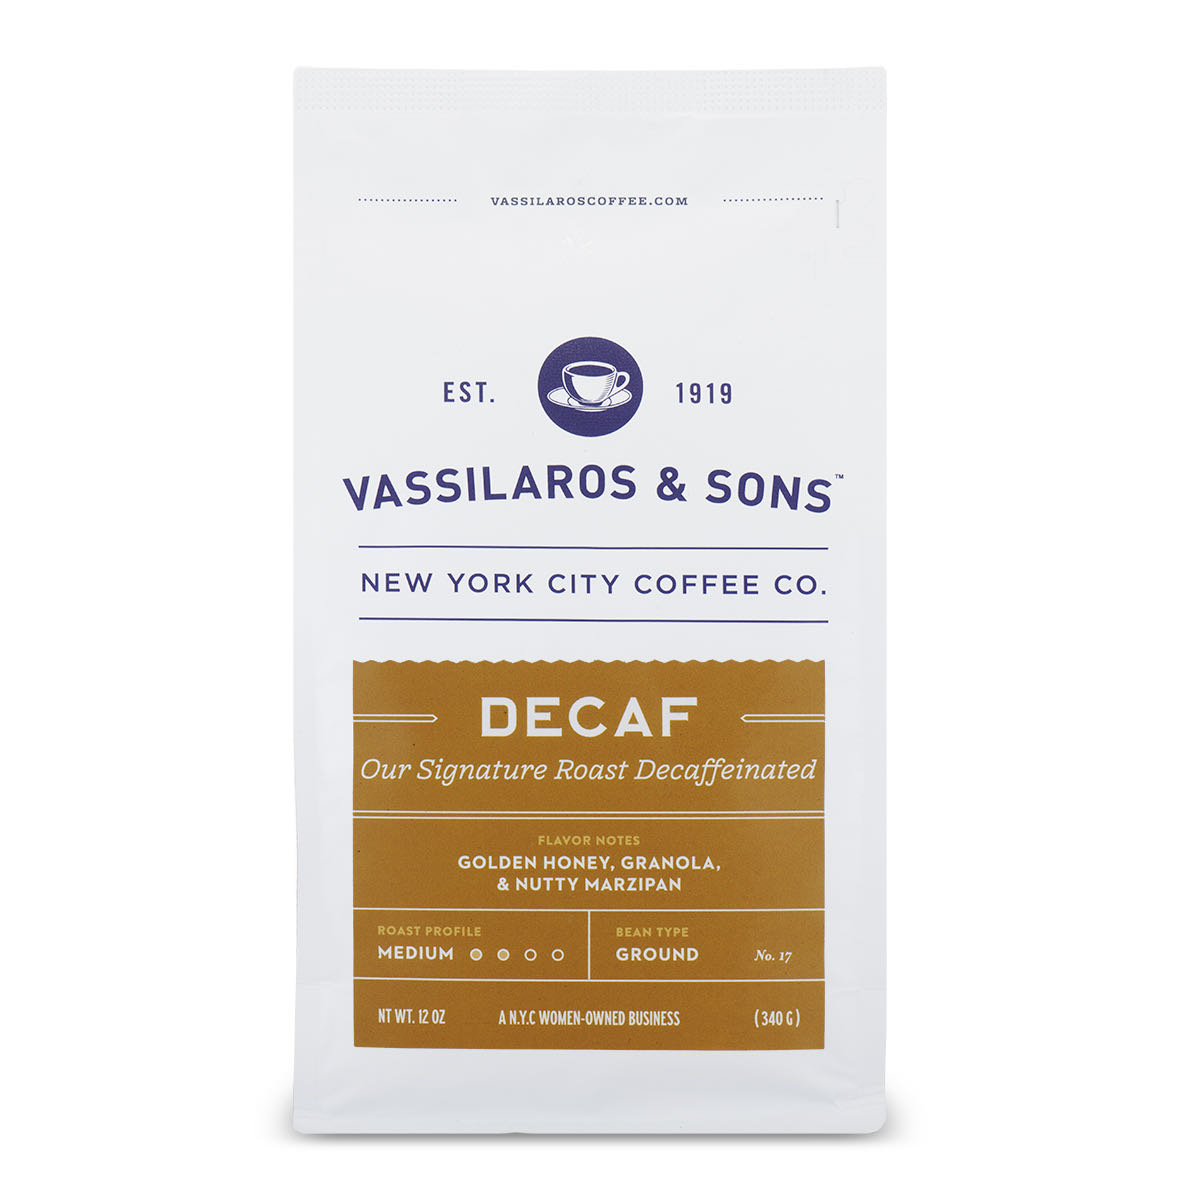 VASSILAROSCOFFEE.COM
EST. 1919
VASSILAROS & SONS™
NEW YORK CITY COFFEE CO.
DECAF
Our Signature Roast Decaffeinated
FLAVOR NOTES
GOLDEN HONEY, GRANOLA,
& NUTTY MARZIPAN
ROAST PROFILE
MEDIUM
BEAN TYPE
GROUND
No. 17
NT WT. 12 OZ
A N.Y.C WOMEN-OWNED BUSINESS
(340 G)